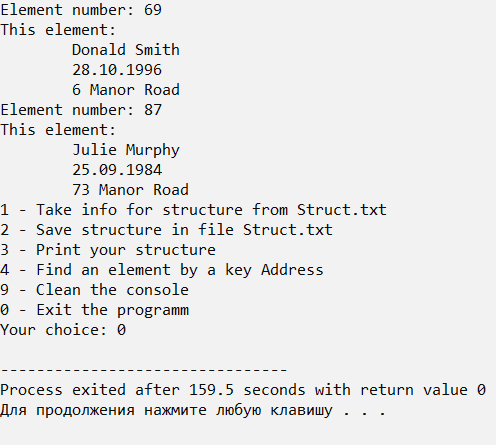 Element number: 69
This element:
Donald Smith
28.10.1996
6 Manor Road
Element number: 87
This element:
Julie Murphy
25.09.1984
73 Manor Road
1 - Take info for structure from Struct.txt
2 - Save structure in file Struct.txt
3 - Print your structure
4 - Find an element by a key Address
9 - Clean the console
0 - Exit the programm
Your choice: 0
--------------------------------
Process exited after 159.5 seconds with return value 0
Для продолжения нажмите любую клавишу . . .